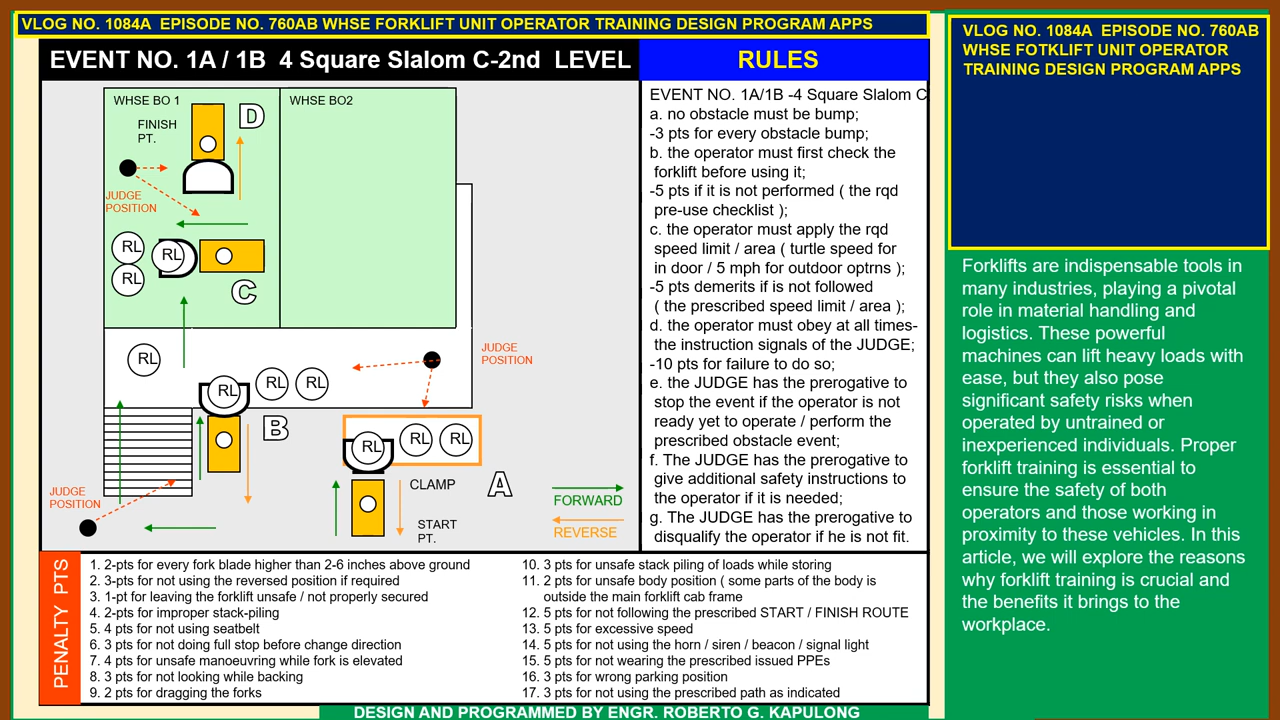 VLOG NO. 1084A EPISODE NO. 760AB WHSE FORKLIFT UNIT OPERATOR TRAINING DESIGN PROGRAM APPS
EVENT NO. 1A / 1B 4 Square Slalom C-2nd LEVEL
WHSE BO 1
WHSE BO2
D
FINISH
PT.
JUDGE
POSITION
RL
RL
RL
C
RL
RL
RL
RL
JUDGE
POSITION
B
RL
RL
RL
JUDGE
POSITION
CLAMP
A
START
PT.
FORWARD
REVERSE
RULES
EVENT NO. 1A/1B -4 Square Slalom C
a. no obstacle must be bump;
-3 pts for every obstacle bump;
b. the operator must first check the
forklift before using it;
-5 pts if it is not performed ( the rqd
pre-use checklist );
c. the operator must apply the rqd
speed limit / area ( turtle speed for
in door / 5 mph for outdoor optrns );
-5 pts demerits if is not followed
( the prescribed speed limit / area );
d. the operator must obey at all times-
the instruction signals of the JUDGE;
-10 pts for failure to do so;
e. the JUDGE has the prerogative to
stop the event if the operator is not
ready yet to operate / perform the
prescribed obstacle event;
f. The JUDGE has the prerogative to
give additional safety instructions to
the operator if it is needed;
g. The JUDGE has the prerogative to
disqualify the operator if he is not fit.
PENALTY PTS
1. 2-pts for every fork blade higher than 2-6 inches above ground
2. 3-pts for not using the reversed position if required
3. 1-pt for leaving the forklift unsafe / not properly secured
4. 2-pts for improper stack-piling
5. 4 pts for not using seatbelt
6. 3 pts for not doing full stop before change direction
7. 4 pts for unsafe manoeuvring while fork is elevated
8. 3 pts for not looking while backing
9. 2 pts for dragging the forks
10. 3 pts for unsafe stack piling of loads while storing
11. 2 pts for unsafe body position ( some parts of the body is
outside the main forklift cab frame
12. 5 pts for not following the prescribed START / FINISH ROUTE
13. 5 pts for excessive speed
14. 5 pts for not using the horn / siren / beacon / signal light
15. 5 pts for not wearing the prescribed issued PPEs
16. 3 pts for wrong parking position
17. 3 pts for not using the prescribed path as indicated
DESIGN AND PROGRAMMED BY ENGR. ROBERTO G. KAPULONG
VLOG NO. 1084A EPISODE NO. 760AB
WHSE FOTKLIFT UNIT OPERATOR
TRAINING DESIGN PROGRAM APPS
Forklifts are indispensable tools in
many industries, playing a pivotal
role in material handling and
logistics. These powerful
machines can lift heavy loads with
ease, but they also pose
significant safety risks when
operated by untrained or
inexperienced individuals. Proper
forklift training is essential to
ensure the safety of both
operators and those working in
proximity to these vehicles. In this
article, we will explore the reasons
why forklift training is crucial and
the benefits it brings to the
workplace.